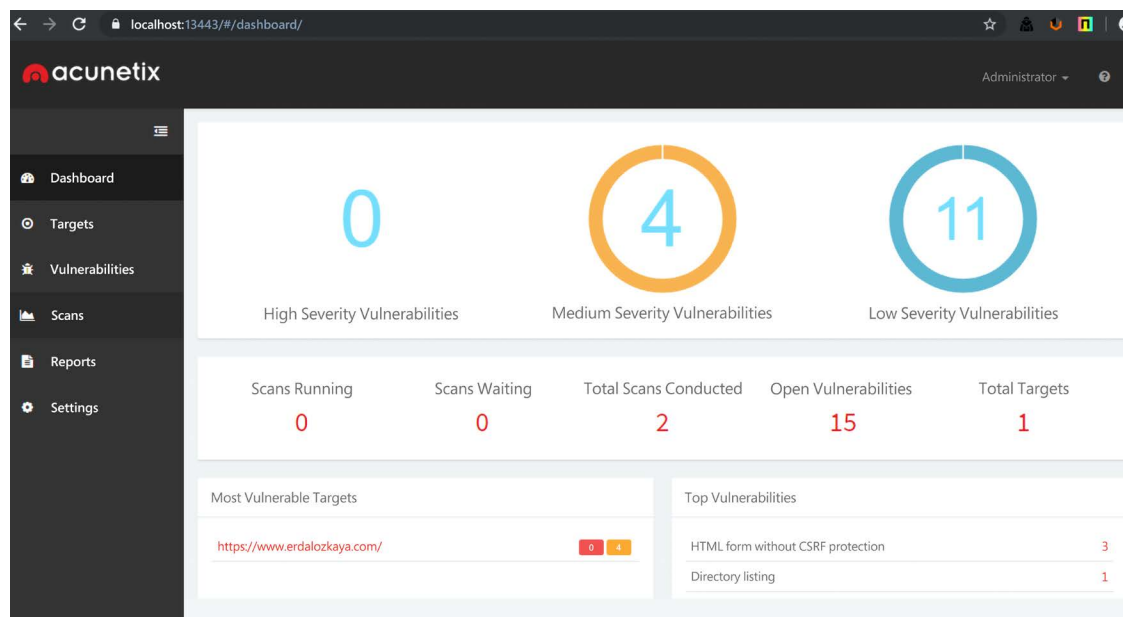 localhost:13443/#/dashboard/
acunetix
Administrator
Dashboard
Targets
Vulnerabilities
Scans
Reports
Settings
0
4
11
High Severity Vulnerabilities
Medium Severity Vulnerabilities
Low Severity Vulnerabilities
Scans Running
Scans Waiting
Total Scans Conducted
Open Vulnerabilities
Total Targets
0
0
2
15
1
Most Vulnerable Targets
https://www.erdalozkaya.com/
0
4
Top Vulnerabilities
HTML form without CSRF protection
3
Directory listing
1